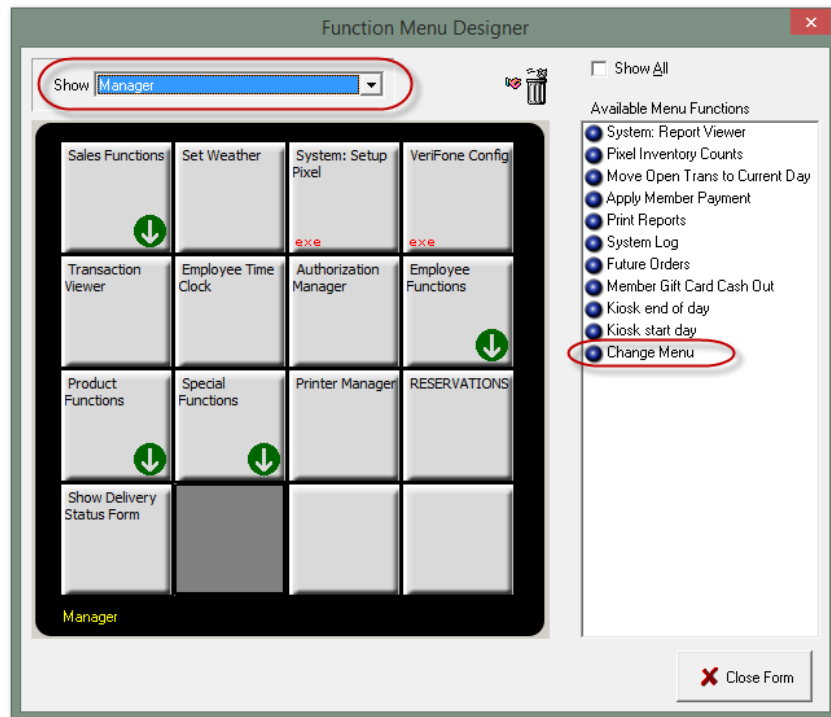 Function Menu Designer
Show Manager
Show All
Available Menu Functions
Sales Functions
Set Weather
System: Setup
Pixel
exe
VeriFone Config
exe
Transaction
Viewer
Employee Time
Clock
Authorization
Manager
Employee
Functions
Product
Functions
Special
Functions
Printer Manager
RESERVATIONS
Show Delivery
Status Form
Manager
System: Report Viewer
Pixel Inventory Counts
Move Open Trans to Current Day
Apply Member Payment
Print Reports
System Log
Future Orders
Member Gift Card Cash Out
Kiosk end of day
Kiosk start day
Change Menu
Close Form